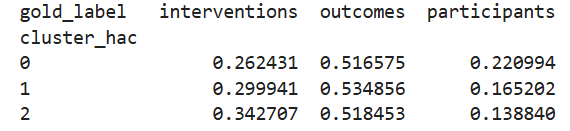 gold_label interventions outcomes participants
cluster_hac
0 0.262431 0.516575 0.220994
1 0.299941 0.534856 0.165202
2 0.342707 0.518453 0.138840